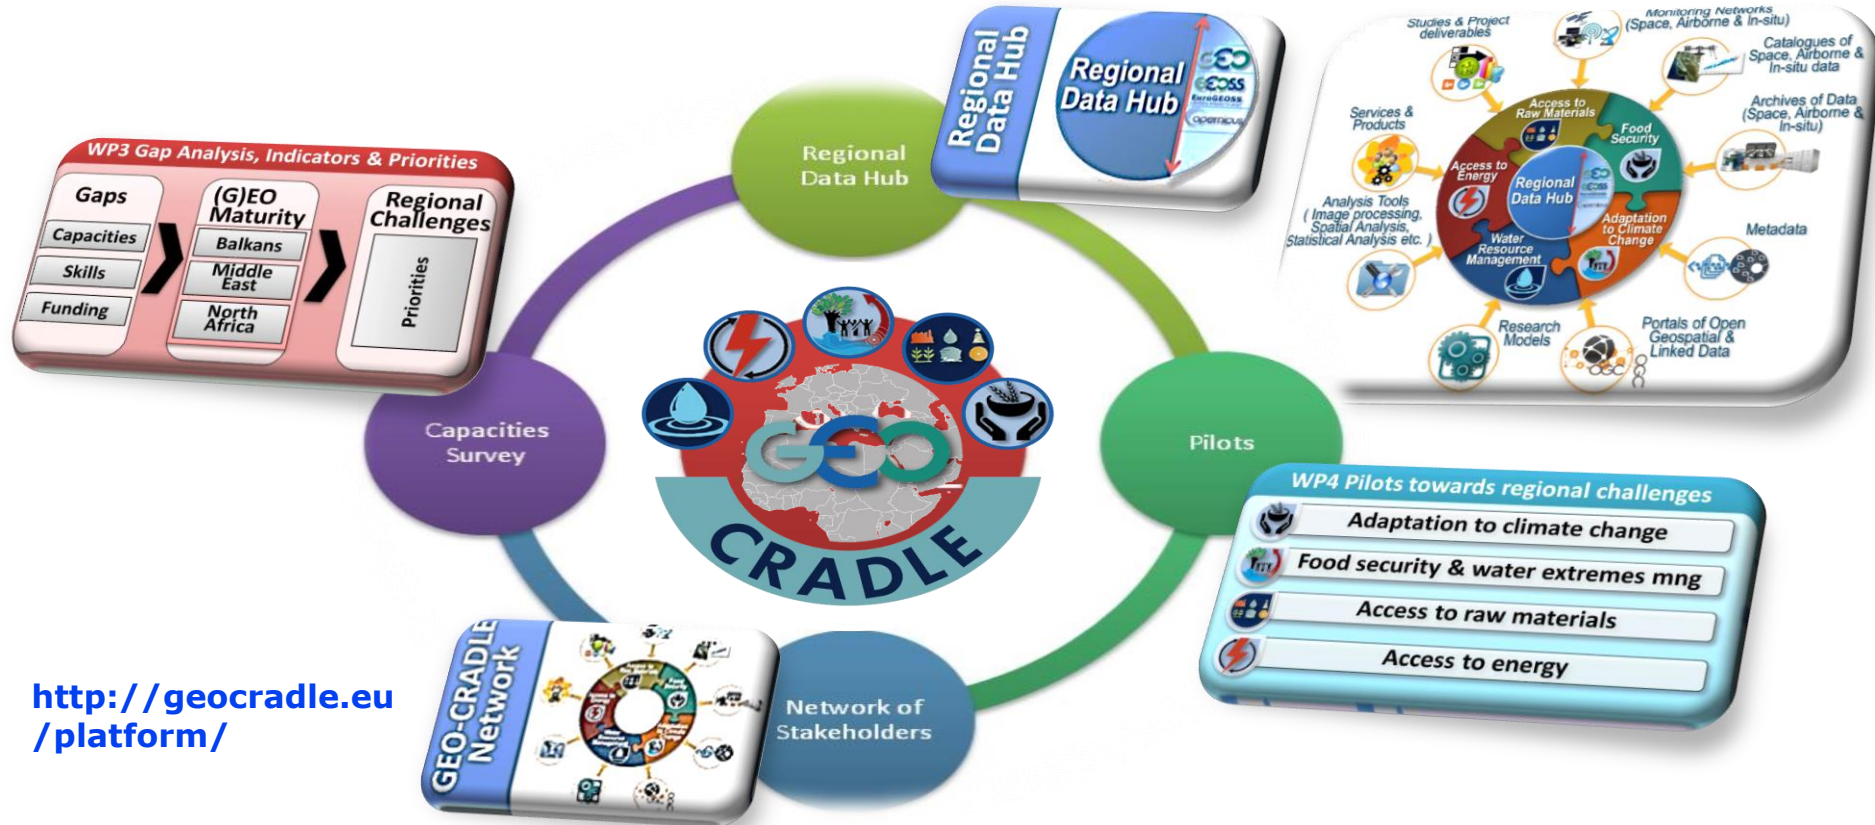 WP3 Gap Analysis, Indicators & Priorities
Gaps
Capacities
Skills
Funding
(G)EO
Maturity
Balkans
Middle
East
North
Africa
Regional
Challenges
Priorities
Regional
Data Hub
Regional
Data Hub
Regional
Data Hub
GEO
GEOSS
EuroGEOSS
Copernicus
Studies & Project
deliverables
Monitoring Networks
(Space, Airborne & In-situ)
Catalogues of
Space, Airborne &
In-situ data
Archives of Data
(Space, Airborne &
In-situ)
Metadata
Portals of Open
Geospatial &
Linked Data
OGC
Research
Models
Analysis Tools
( Image processing,
Spatial Analysis,
Statistical Analysis etc. )
Services &
Products
Access to
Raw Materials
Food
Security
Adaptation
to Climate
Change
Water
Resource
Management
Access to
Energy
Regional
Data Hub
Capacities
Survey
GEO
CRADLE
Pilots
WP4 Pilots towards regional challenges
Adaptation to climate change
Food security & water extremes mng
Access to raw materials
Access to energy
Network of
Stakeholders
GEO-CRADLE
Network
http://geocradle.eu
/platform/